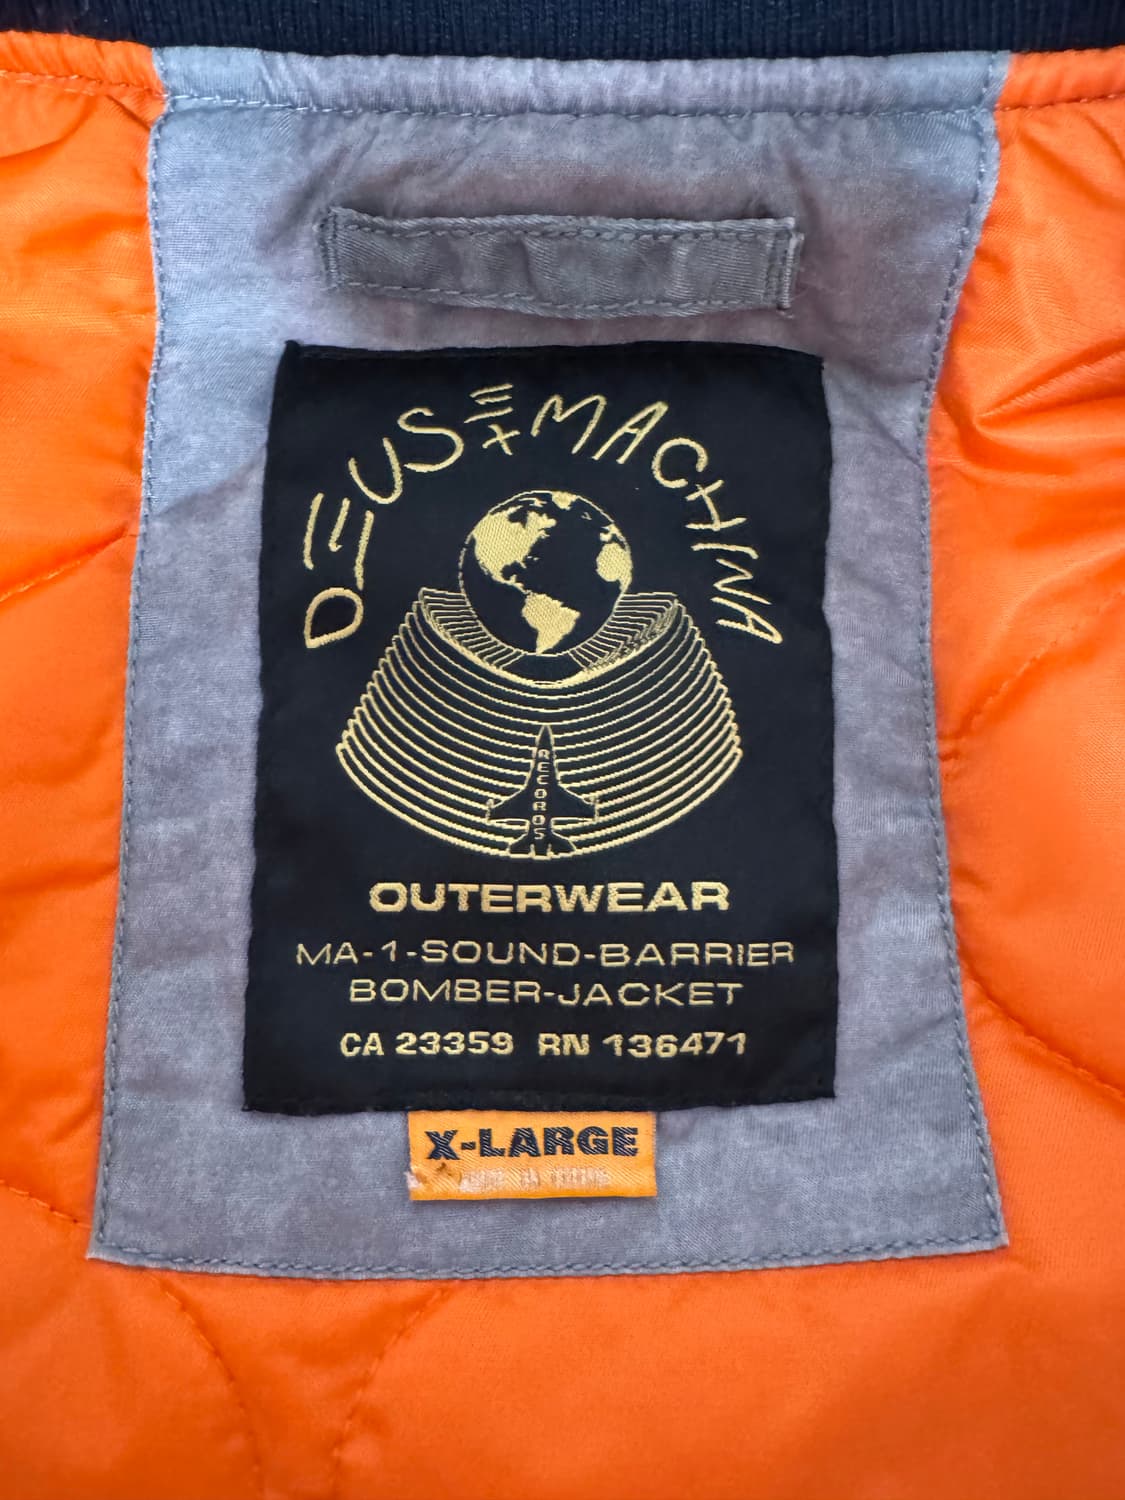 DEUS EX MACHINA
RECORDS
OUTERWEAR
MA-1-SOUND-BARRIER
BOMBER-JACKET
CA 23359 RN 136471
X-LARGE